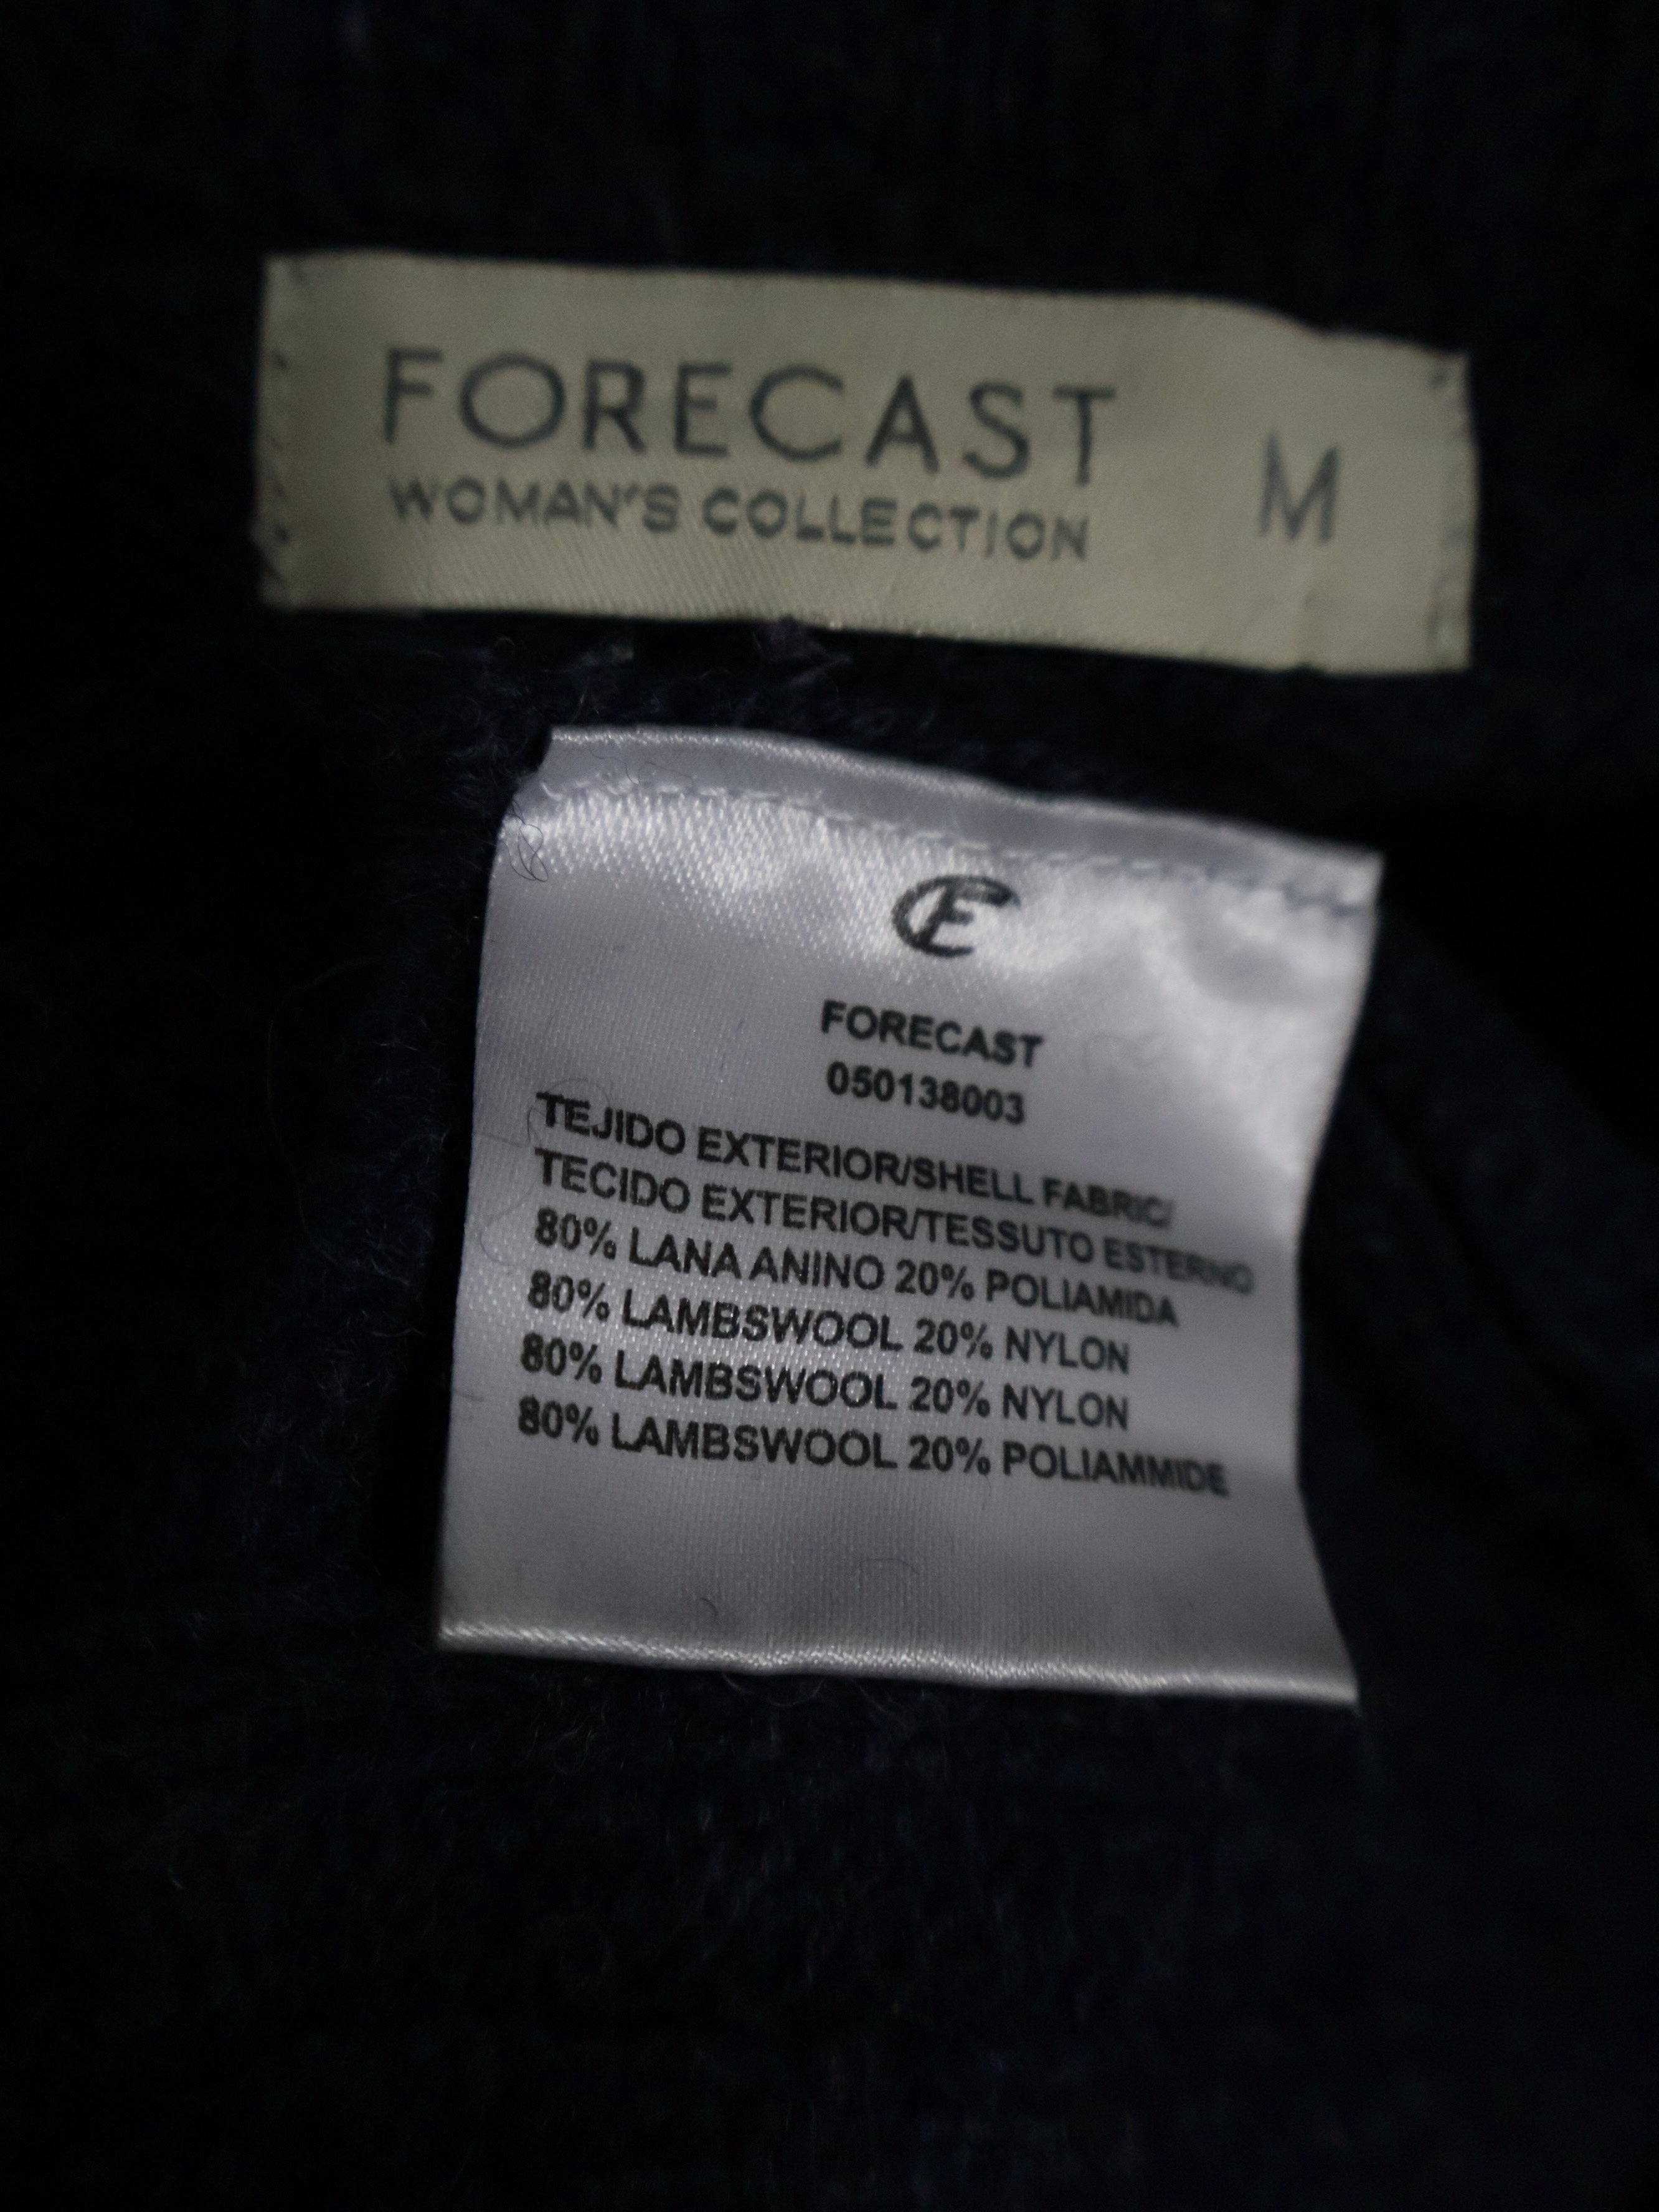 FORECAST M
WOMAN'S COLLECTION
FORECAST
050138003
TEJIDO EXTERIOR/SHELL FABRIC/
TECIDO EXTERIOR/TESSUTO ESTERNO
80% LANA ANINO 20% POLIAMIDA
80% LAMBSWOOL 20% NYLON
80% LAMBSWOOL 20% NYLON
80% LAMBSWOOL 20% POLIAMMIDE